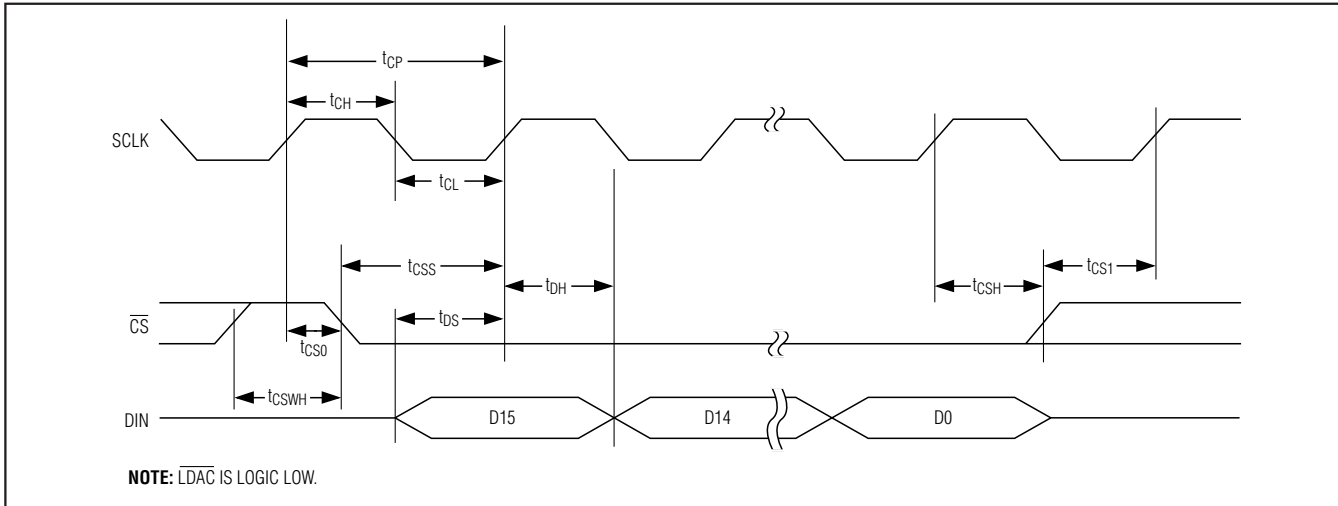 tCP
tCH
SCLK
tCL
tCSS
tDH
tCSH
tCS1
CS
tDS
tCS0
tCSWH
DIN
D15
D14
D0
NOTE: LDAC IS LOGIC LOW.